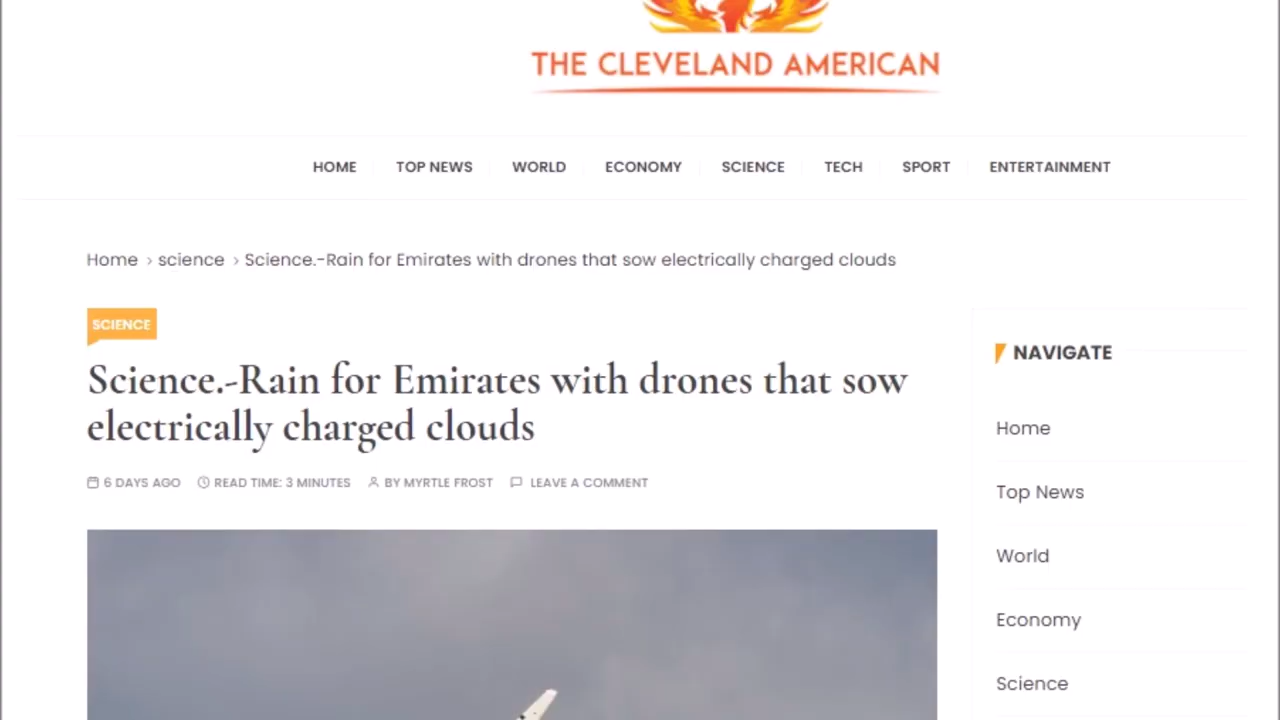 THE CLEVELAND AMERICAN
HOME TOP NEWS WORLD ECONOMY SCIENCE TECH SPORT ENTERTAINMENT
Home › science › Science.-Rain for Emirates with drones that sow electrically charged clouds
SCIENCE
Science.-Rain for Emirates with drones that sow
electrically charged clouds
6 DAYS AGO READ TIME: 3 MINUTES BY MYRTLE FROST LEAVE A COMMENT
NAVIGATE
Home
Top News
World
Economy
Science